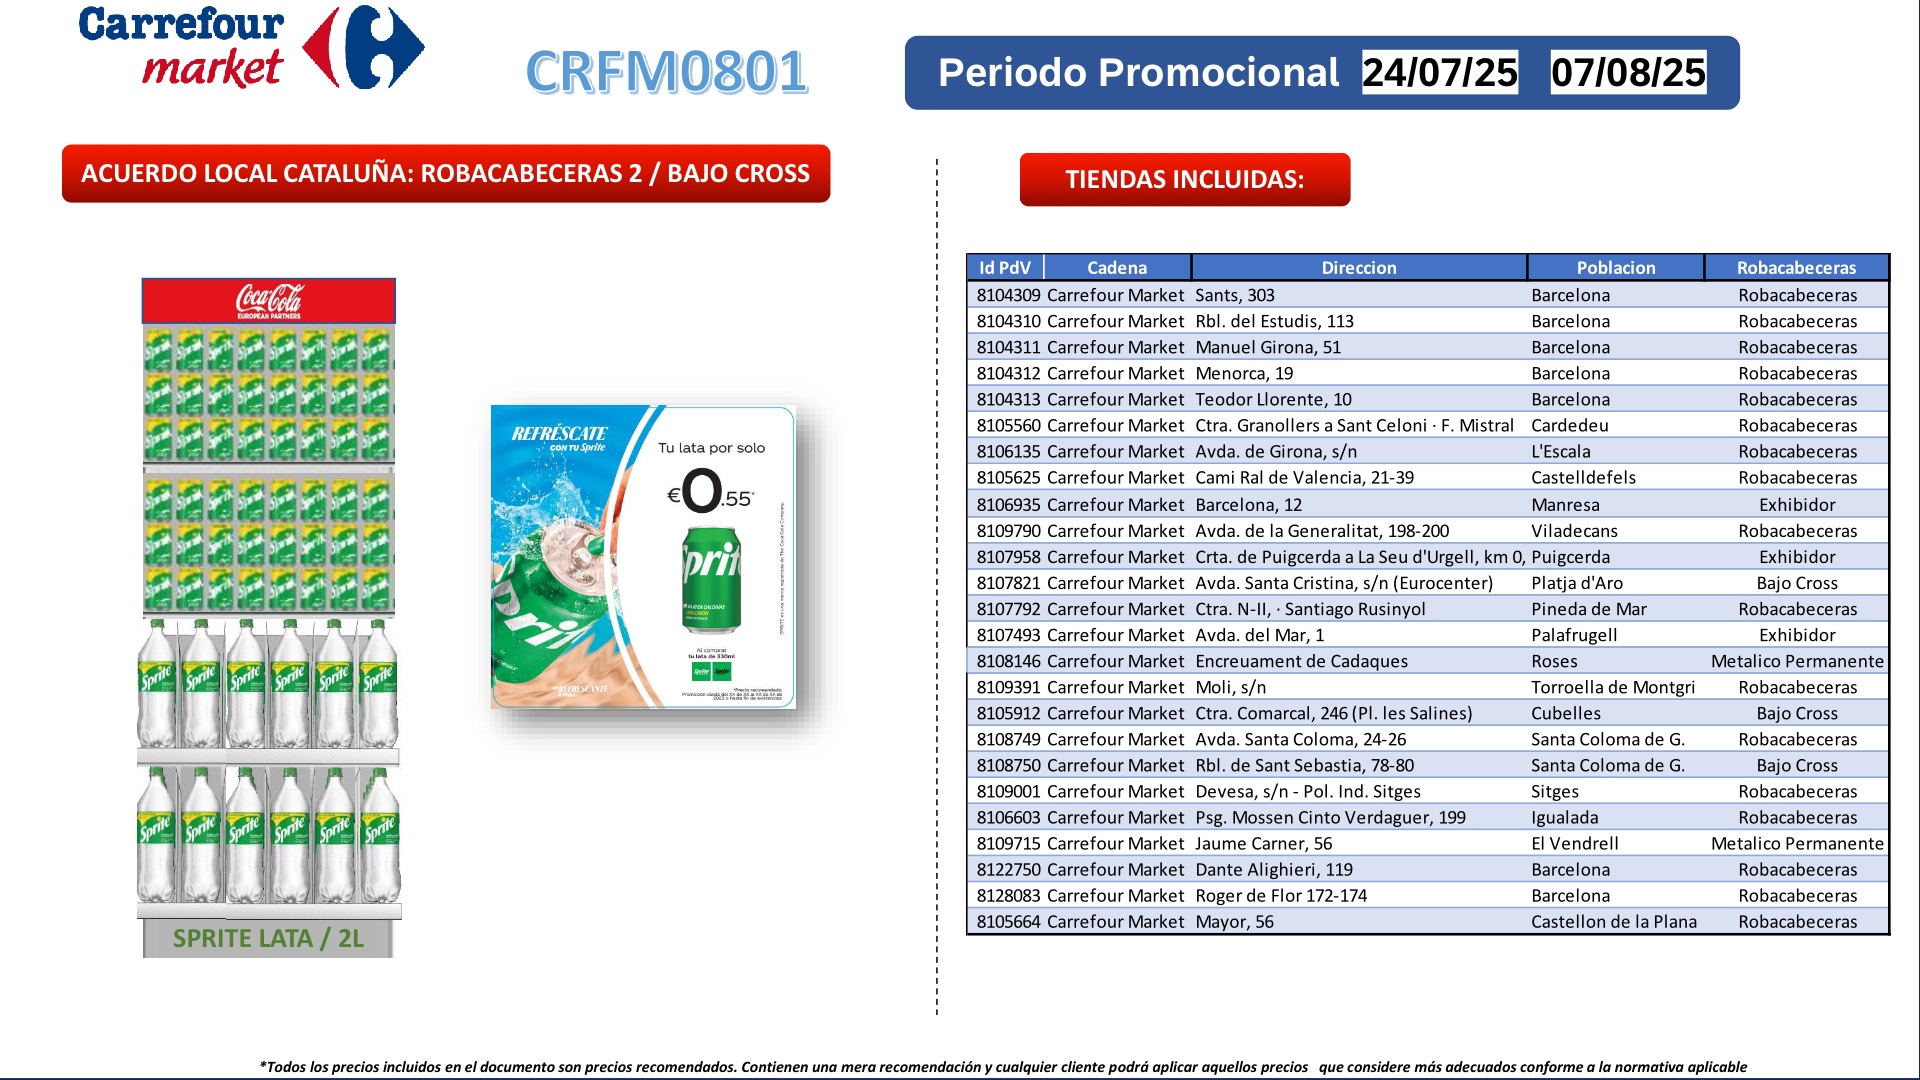 Carrefour
market
CRFM0801
Periodo Promocional 24/07/25 07/08/25
ACUERDO LOCAL CATALUÑA: ROBACABECERAS 2 / BAJO CROSS
Coca-Cola
EUROPEAN PARTNERS
SPRITE LATA / 2L
REFRÉSCATE
CON TU Sprite
Tu lata por solo
€0.55*
Sprite
Al comprar
tu lata de 330ml
*Precio recomendado.
TIENDAS INCLUIDAS:
Id PdV Cadena Direccion Poblacion Robacabeceras
8104309 Carrefour Market Sants, 303 Barcelona Robacabeceras
8104310 Carrefour Market Rbl. del Estudis, 113 Barcelona Robacabeceras
8104311 Carrefour Market Manuel Girona, 51 Barcelona Robacabeceras
8104312 Carrefour Market Menorca, 19 Barcelona Robacabeceras
8104313 Carrefour Market Teodor Llorente, 10 Barcelona Robacabeceras
8105560 Carrefour Market Ctra. Granollers a Sant Celoni · F. Mistral Cardedeu Robacabeceras
8106135 Carrefour Market Avda. de Girona, s/n L'Escala Robacabeceras
8105625 Carrefour Market Cami Ral de Valencia, 21-39 Castelldefels Robacabeceras
8106935 Carrefour Market Barcelona, 12 Manresa Exhibidor
8109790 Carrefour Market Avda. de la Generalitat, 198-200 Viladecans Robacabeceras
8107958 Carrefour Market Crta. de Puigcerda a La Seu d'Urgell, km 0, Puigcerda Exhibidor
8107821 Carrefour Market Avda. Santa Cristina, s/n (Eurocenter) Platja d'Aro Bajo Cross
8107792 Carrefour Market Ctra. N-II, · Santiago Rusinyol Pineda de Mar Robacabeceras
8107493 Carrefour Market Avda. del Mar, 1 Palafrugell Exhibidor
8108146 Carrefour Market Encreuament de Cadaques Roses Metalico Permanente
8109391 Carrefour Market Moli, s/n Torroella de Montgri Robacabeceras
8105912 Carrefour Market Ctra. Comarcal, 246 (Pl. les Salines) Cubelles Bajo Cross
8108749 Carrefour Market Avda. Santa Coloma, 24-26 Santa Coloma de G. Robacabeceras
8108750 Carrefour Market Rbl. de Sant Sebastia, 78-80 Santa Coloma de G. Bajo Cross
8109001 Carrefour Market Devesa, s/n - Pol. Ind. Sitges Sitges Robacabeceras
8106603 Carrefour Market Psg. Mossen Cinto Verdaguer, 199 Igualada Robacabeceras
8109715 Carrefour Market Jaume Carner, 56 El Vendrell Metalico Permanente
8122750 Carrefour Market Dante Alighieri, 119 Barcelona Robacabeceras
8128083 Carrefour Market Roger de Flor 172-174 Barcelona Robacabeceras
8105664 Carrefour Market Mayor, 56 Castellon de la Plana Robacabeceras
*Todos los precios incluidos en el documento son precios recomendados. Contienen una mera recomendación y cualquier cliente podrá aplicar aquellos precios que considere más adecuados conforme a la normativa aplicable